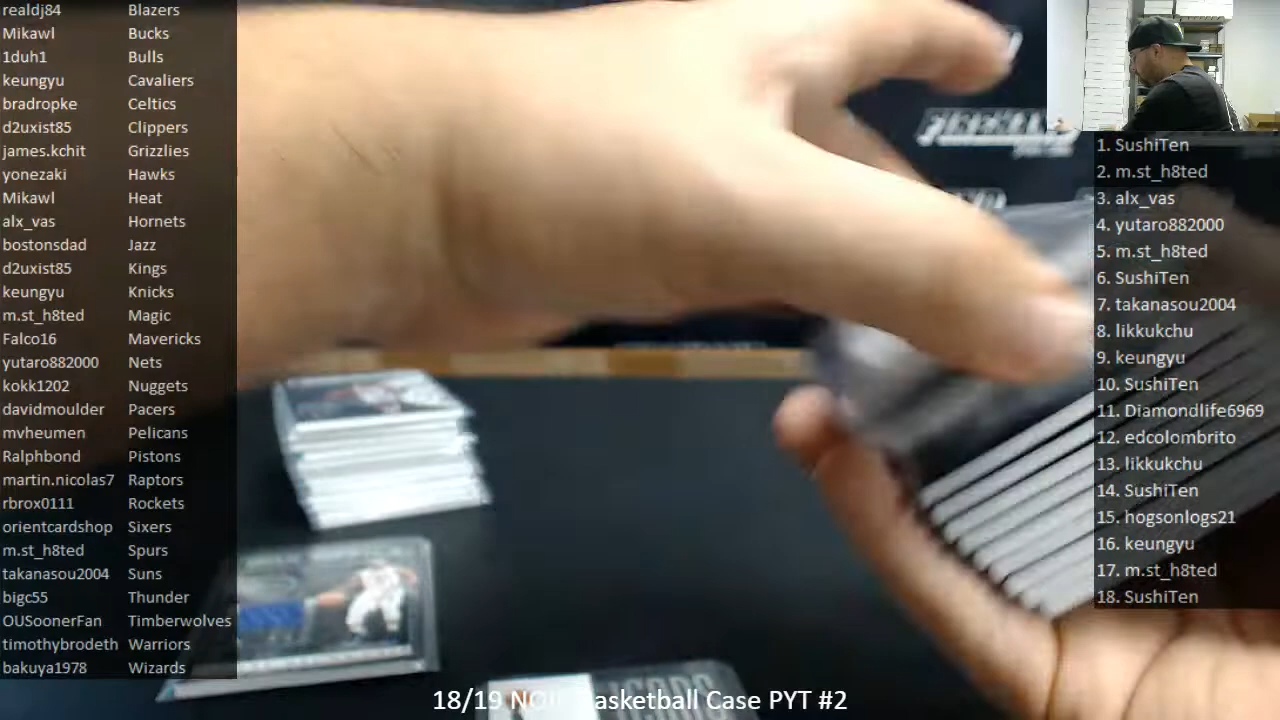 realdj84 Blazers
Mikawl Bucks
1duh1 Bulls
keungyu Cavaliers
bradropke Celtics
d2uxist85 Clippers
james.kchit Grizzlies
yonezaki Hawks
Mikawl Heat
alx_vas Hornets
bostonsdad Jazz
d2uxist85 Kings
keungyu Knicks
m.st_h8ted Magic
Falco16 Mavericks
yutaro882000 Nets
kokk1202 Nuggets
davidmoulder Pacers
mvheumen Pelicans
Ralphbond Pistons
martin.nicolas7 Raptors
rbrox0111 Rockets
orientcardshop Sixers
m.st_h8ted Spurs
takanasou2004 Suns
bigc55 Thunder
OUSoonerFan Timberwolves
timothybrodeth Warriors
bakuya1978 Wizards
1. SushiTen
2. m.st_h8ted
3. alx_vas
4. yutaro882000
5. m.st_h8ted
6. SushiTen
7. takanasou2004
8. likkukchu
9. keungyu
10. SushiTen
11. Diamondlife6969
12. edcolombrito
13. likkukchu
14. SushiTen
15. hogsonlogs21
16. keungyu
17. m.st_h8ted
18. SushiTen
ICONS
18/19 NOIR Basketball Case PYT #2